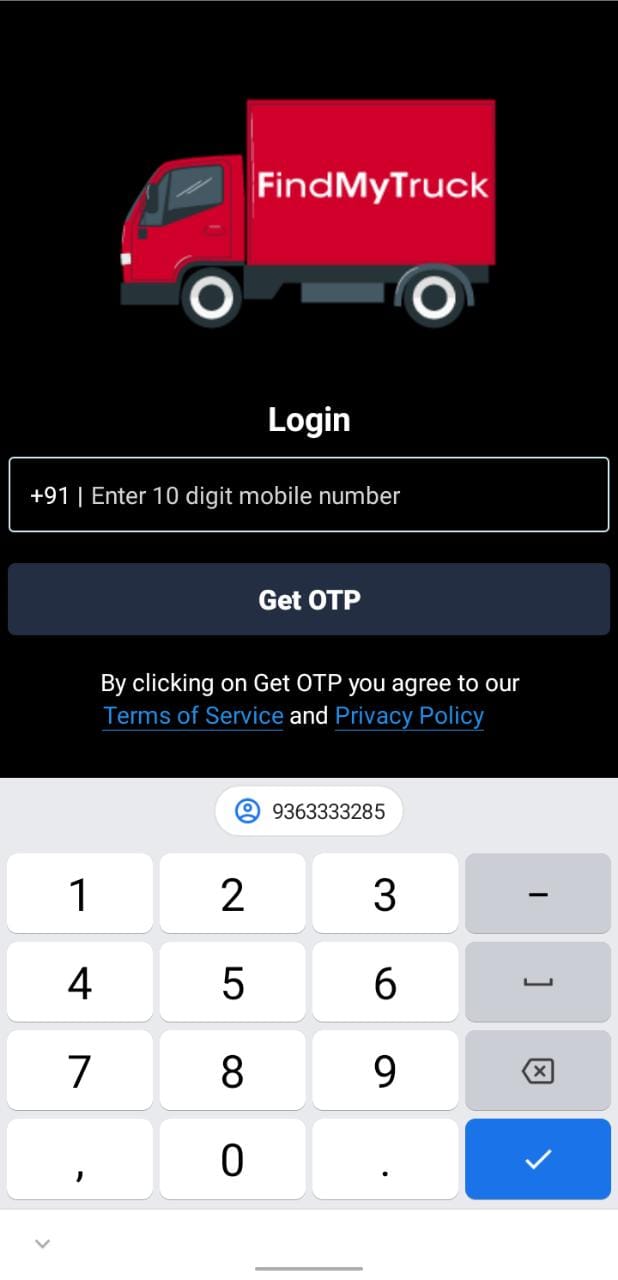 FindMyTruck
Login
+91 | Enter 10 digit mobile number
Get OTP
By clicking on Get OTP you agree to our
Terms of Service and Privacy Policy
9363333285
1 2 3 –
4 5 6
7 8 9
, 0 .